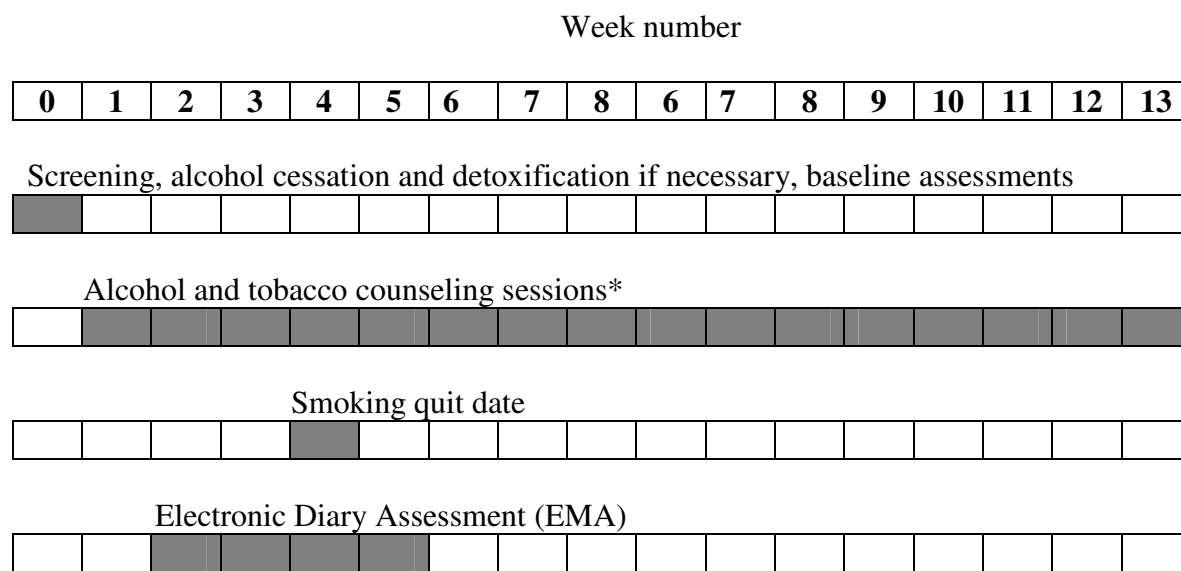 Week number
0 1 2 3 4 5 6 7 8 6 7 8 9 10 11 12 13
Screening, alcohol cessation and detoxification if necessary, baseline assessments
Alcohol and tobacco counseling sessions*
Smoking quit date
Electronic Diary Assessment (EMA)